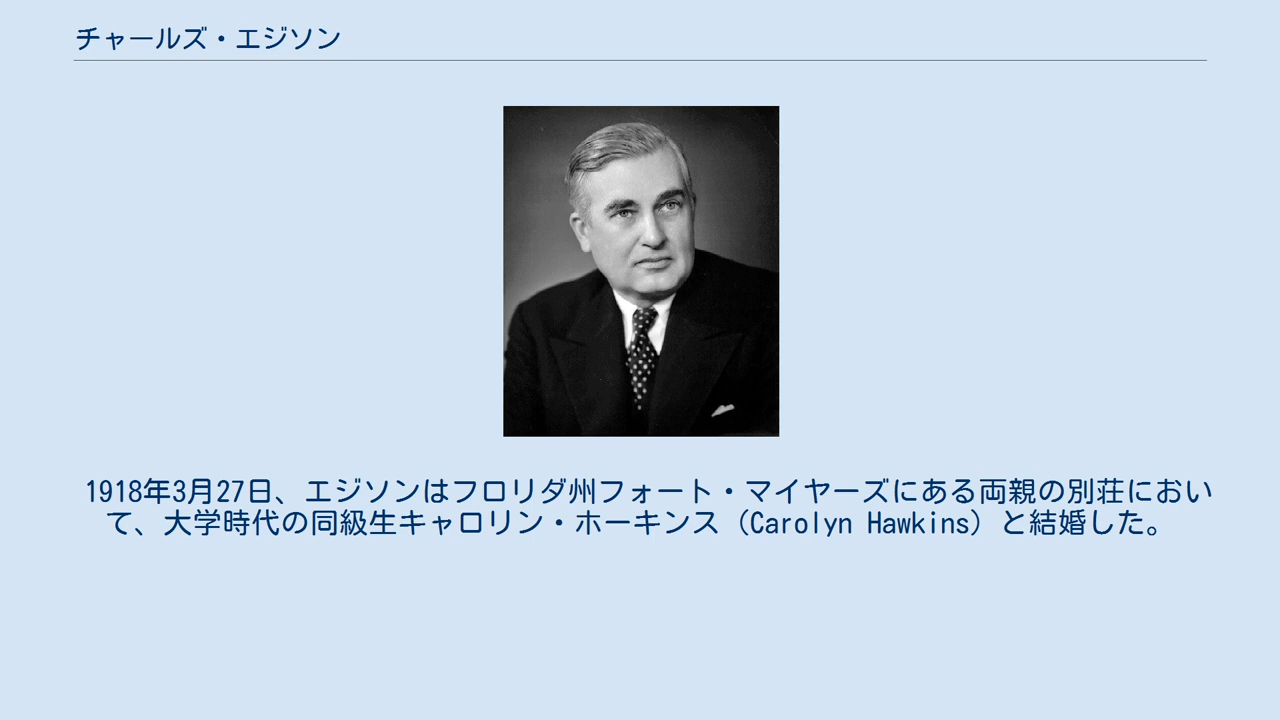 チャールズ・エジソン
1918年3月27日、エジソンはフロリダ州フォート・マイヤーズにある両親の別荘におい
て、大学時代の同級生キャロリン・ホーキンス（Carolyn Hawkins）と結婚した。